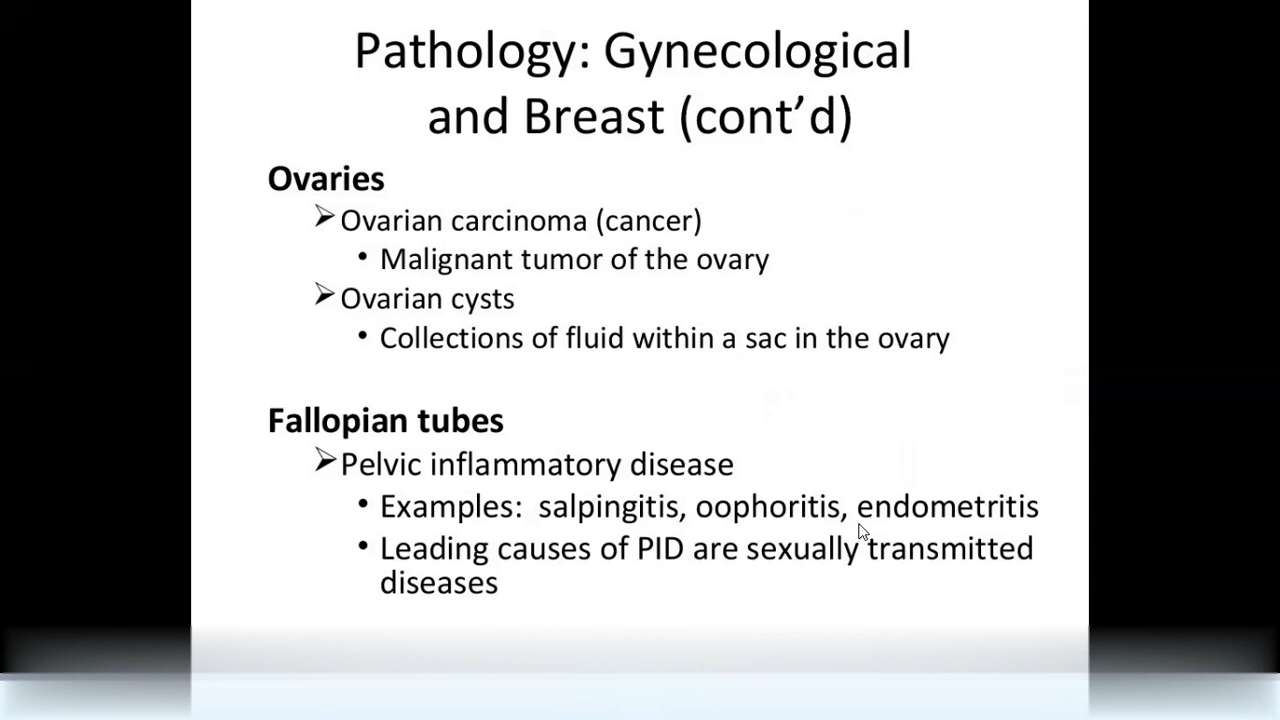 Pathology: Gynecological
and Breast (cont’d)
Ovaries
➢Ovarian carcinoma (cancer)
• Malignant tumor of the ovary
➢Ovarian cysts
• Collections of fluid within a sac in the ovary
Fallopian tubes
➢Pelvic inflammatory disease
• Examples:  salpingitis, oophoritis, endometritis
• Leading causes of PID are sexually transmitted
diseases